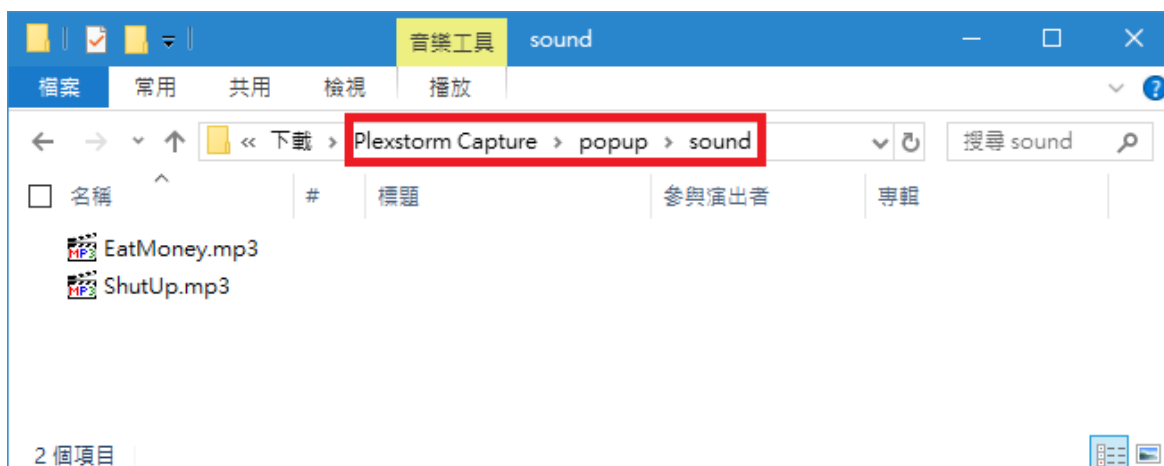 音樂工具 sound
檔案 常用 共用 檢視 播放
« 下載 › Plexstorm Capture › popup › sound 搜尋 sound
名稱 # 標題 參與演出者 專輯
MP3 EatMoney.mp3
MP3 ShutUp.mp3
2 個項目